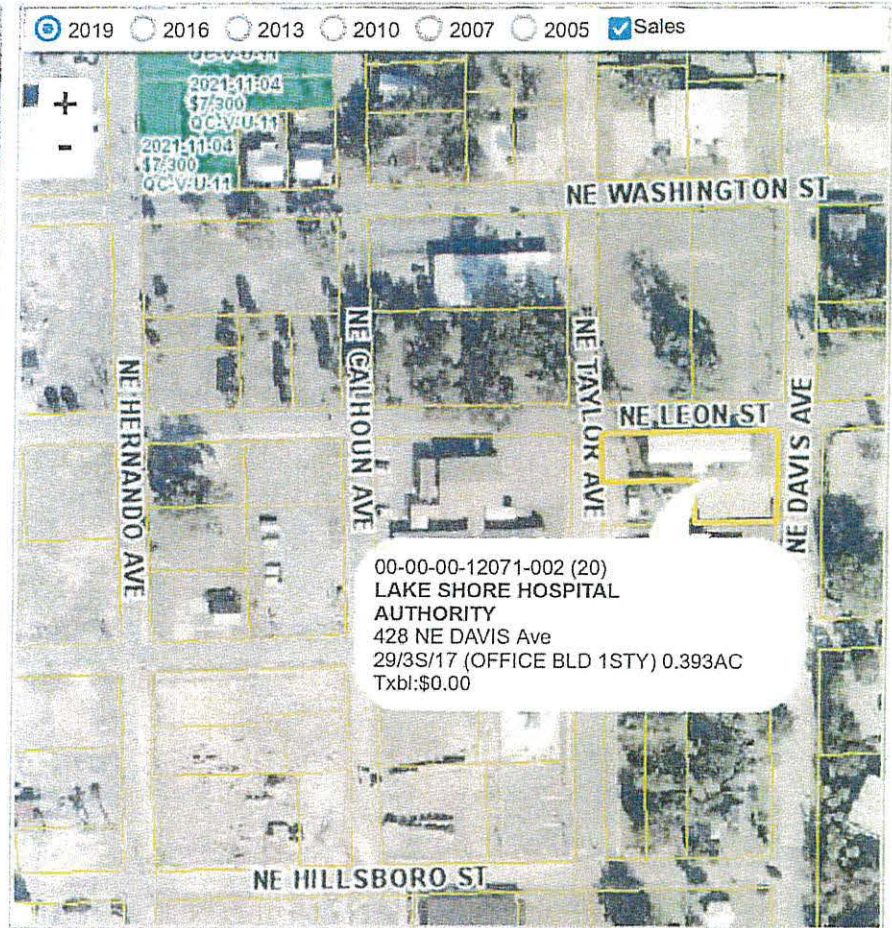 2019 2016 2013 2010 2007 2005 Sales
+
-
QC-V-U-11
2021-11-04
$7,300
QC-V-U-11
2021-11-04
$7,300
QC-V-U-11
NE WASHINGTON ST
NE HERNANDO AVE
NE CALHOUN AVE
NE TAYLOR AVE
NE LEON ST
NE DAVIS AVE
00-00-00-12071-002 (20)
LAKE SHORE HOSPITAL
AUTHORITY
428 NE DAVIS Ave
29/3S/17 (OFFICE BLD 1STY) 0.393AC
Txbl:$0.00
NE HILLSBORO ST